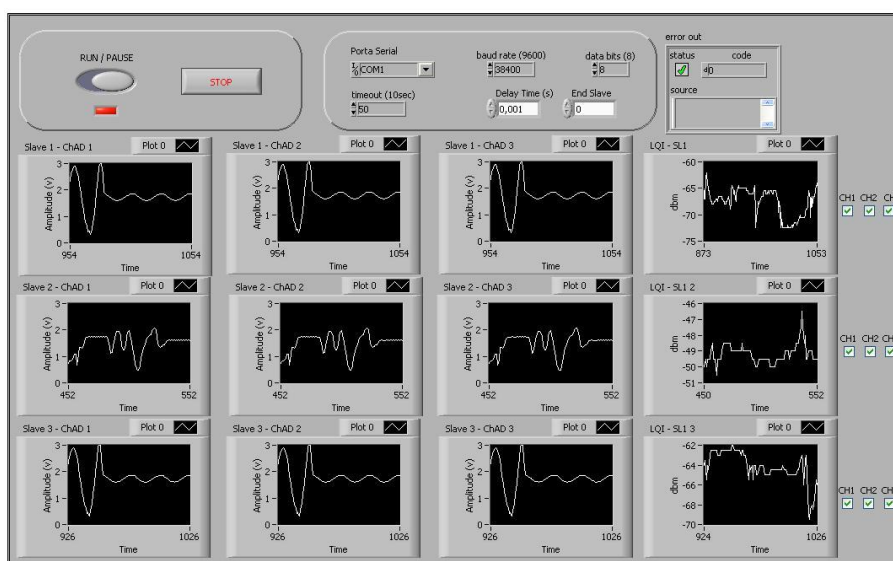 RUN / PAUSE
STOP
Porta Serial
COM1
baud rate (9600)
38400
data bits (8)
8
timeout (10sec)
50
Delay Time (s)
0,001
End Slave
0
error out
status
code
0
source
Slave 1 - ChAD 1
Plot 0
Amplitude (v)
3
2
1
0
954
1054
Time
Slave 1 - ChAD 2
Plot 0
Amplitude (v)
3
2
1
0
954
1054
Time
Slave 1 - ChAD 3
Plot 0
Amplitude (v)
3
2
1
0
954
1054
Time
LQI - SL1
Plot 0
dbm
-60
-65
-70
-75
873
1053
Time
CH1 CH2 CH
Slave 2 - ChAD 1
Plot 0
Amplitude (v)
3
2
1
0
452
552
Time
Slave 2 - ChAD 2
Plot 0
Amplitude (v)
3
2
1
0
452
552
Time
Slave 2 - ChAD 3
Plot 0
Amplitude (v)
3
2
1
0
452
552
Time
LQI - SL1 2
Plot 0
dbm
-46
-47
-48
-49
-50
-51
450
552
Time
CH1 CH2 CH
Slave 3 - ChAD 1
Plot 0
Amplitude (v)
3
2
1
0
926
1026
Time
Slave 3 - ChAD 2
Plot 0
Amplitude (v)
3
2
1
0
926
1026
Time
Slave 3 - ChAD 3
Plot 0
Amplitude (v)
3
2
1
0
926
1026
Time
LQI - SL1 3
Plot 0
dbm
-62
-64
-66
-68
-70
924
1026
Time
CH1 CH2 CH